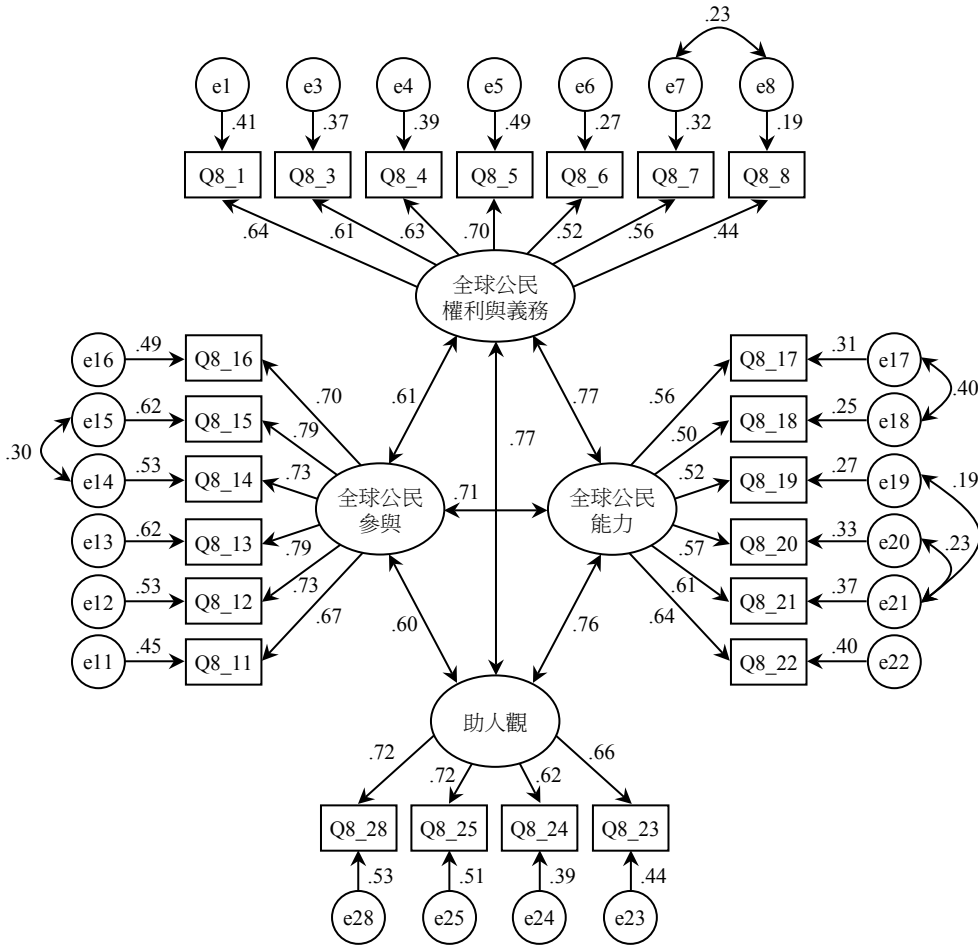 .23
e1 e3 e4 e5 e6 e7 e8
.41 .37 .39 .49 .27 .32 .19
Q8_1 Q8_3 Q8_4 Q8_5 Q8_6 Q8_7 Q8_8
.64 .61 .63 .70 .52 .56 .44
全球公民
權利與義務
e16 .49 Q8_16
.70
e15 .62 Q8_15
.79
.30
e14 .53 Q8_14
.73
e13 .62 Q8_13
.79
e12 .53 Q8_12
.73
e11 .45 Q8_11
.67
全球公民
參與
.61
.77
.77
.71
.60
.76
全球公民
能力
.56
Q8_17 .31 e17
.40
.50
Q8_18 .25 e18
.52
Q8_19 .27 e19
.19
.57
Q8_20 .33 e20
.23
.61
Q8_21 .37 e21
.64
Q8_22 .40 e22
助人觀
.72 .72 .62 .66
Q8_28 Q8_25 Q8_24 Q8_23
.53 .51 .39 .44
e28 e25 e24 e23